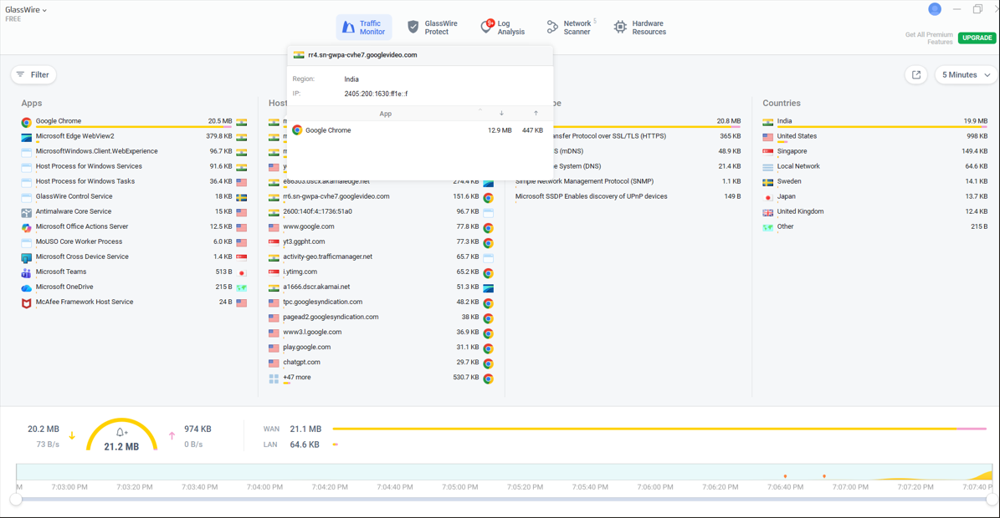 GlassWire
FREE
Traffic Monitor
GlassWire Protect
9+
Log Analysis
Network Scanner
5
Hardware Resources
Get All Premium Features
UPGRADE
rr4.sn-gwpa-cvhe7.googlevideo.com
Region: India
IP: 2405:200:1630:ff1e::f
App
Google Chrome 12.9 MB 447 KB
Filter
5 Minutes
Apps
Google Chrome 20.5 MB
Microsoft Edge WebView2 379.8 KB
MicrosoftWindows.Client.WebExperience 96.7 KB
Host Process for Windows Services 91.6 KB
Host Process for Windows Tasks 36.4 KB
GlassWire Control Service 18 KB
Antimalware Core Service 15 KB
Microsoft Office Actions Server 12.5 KB
MoUSO Core Worker Process 6.0 KB
Microsoft Cross Device Service 1.4 KB
Microsoft Teams 513 B
Microsoft OneDrive 215 B
McAfee Framework Host Service 24 B
Host
e86303.dscx.akamaiedge.net 274.4 KB
rr6.sn-gwpa-cvhe7.googlevideo.com 151.6 KB
2600:140f:4::1736:51a0 96.7 KB
www.google.com 77.8 KB
yt3.ggpht.com 77.3 KB
activity-geo.trafficmanager.net 65.7 KB
i.ytimg.com 65.2 KB
a1666.dscr.akamai.net 51.3 KB
tpc.googlesyndication.com 48.2 KB
pagead2.googlesyndication.com 38 KB
www3.l.google.com 36.9 KB
play.google.com 31.1 KB
chatgpt.com 29.7 KB
+47 more 530.7 KB
pe
20.8 MB
ansfer Protocol over SSL/TLS (HTTPS) 365 KB
S (mDNS) 48.9 KB
e System (DNS) 21.4 KB
Simple Network Management Protocol (SNMP) 1.1 KB
Microsoft SSDP Enables discovery of UPnP devices 149 B
Countries
India 19.9 MB
United States 998 KB
Singapore 149.4 KB
Local Network 64.6 KB
Sweden 14.1 KB
Japan 13.7 KB
United Kingdom 12.4 KB
Other 215 B
20.2 MB
73 B/s
21.2 MB
974 KB
0 B/s
WAN 21.1 MB
LAN 64.6 KB
M 7:03:00 PM 7:03:20 PM 7:03:40 PM 7:04:00 PM 7:04:20 PM 7:04:40 PM 7:05:00 PM 7:05:20 PM 7:05:40 PM 7:06:00 PM 7:06:20 PM 7:06:40 PM 7:07:00 PM 7:07:20 PM 7:07:40 P